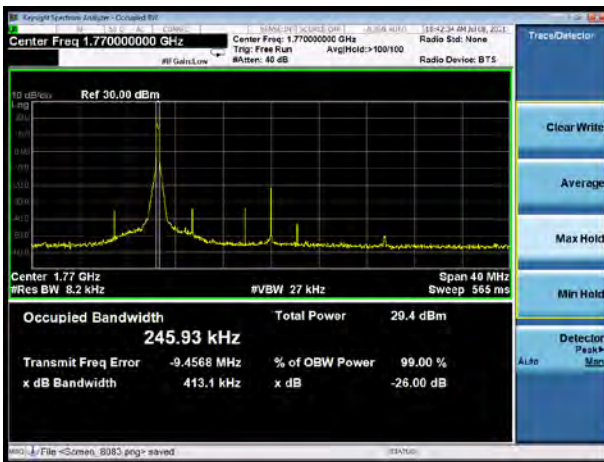 Keysight Spectrum Analyzer - Occupied BW
Center Freq 1.770000000 GHz
Center Freq: 1.770000000 GHz
Radio Std: None
Trig: Free Run
Avg|Hold:>100/100
#IFGain:Low
#Atten: 40 dB
Radio Device: BTS
Trace/Detector
10 dB/div
Ref 30.00 dBm
Log
Clear Write
Average
Max Hold
Min Hold
Center 1.77 GHz
Span 40 MHz
#Res BW 8.2 kHz
#VBW 27 kHz
Sweep 565 ms
Occupied Bandwidth
Total Power
29.4 dBm
245.93 kHz
Transmit Freq Error
-9.4568 MHz
% of OBW Power
99.00 %
x dB Bandwidth
413.1 kHz
x dB
-26.00 dB
Detector
Peak
Auto
Man
MSG
File <Screen_8083.png> saved
STATUS